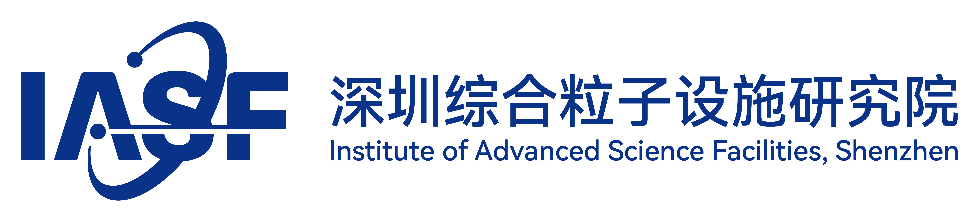 IASF
深圳综合粒子设施研究院
Institute of Advanced Science Facilities, Shenzhen